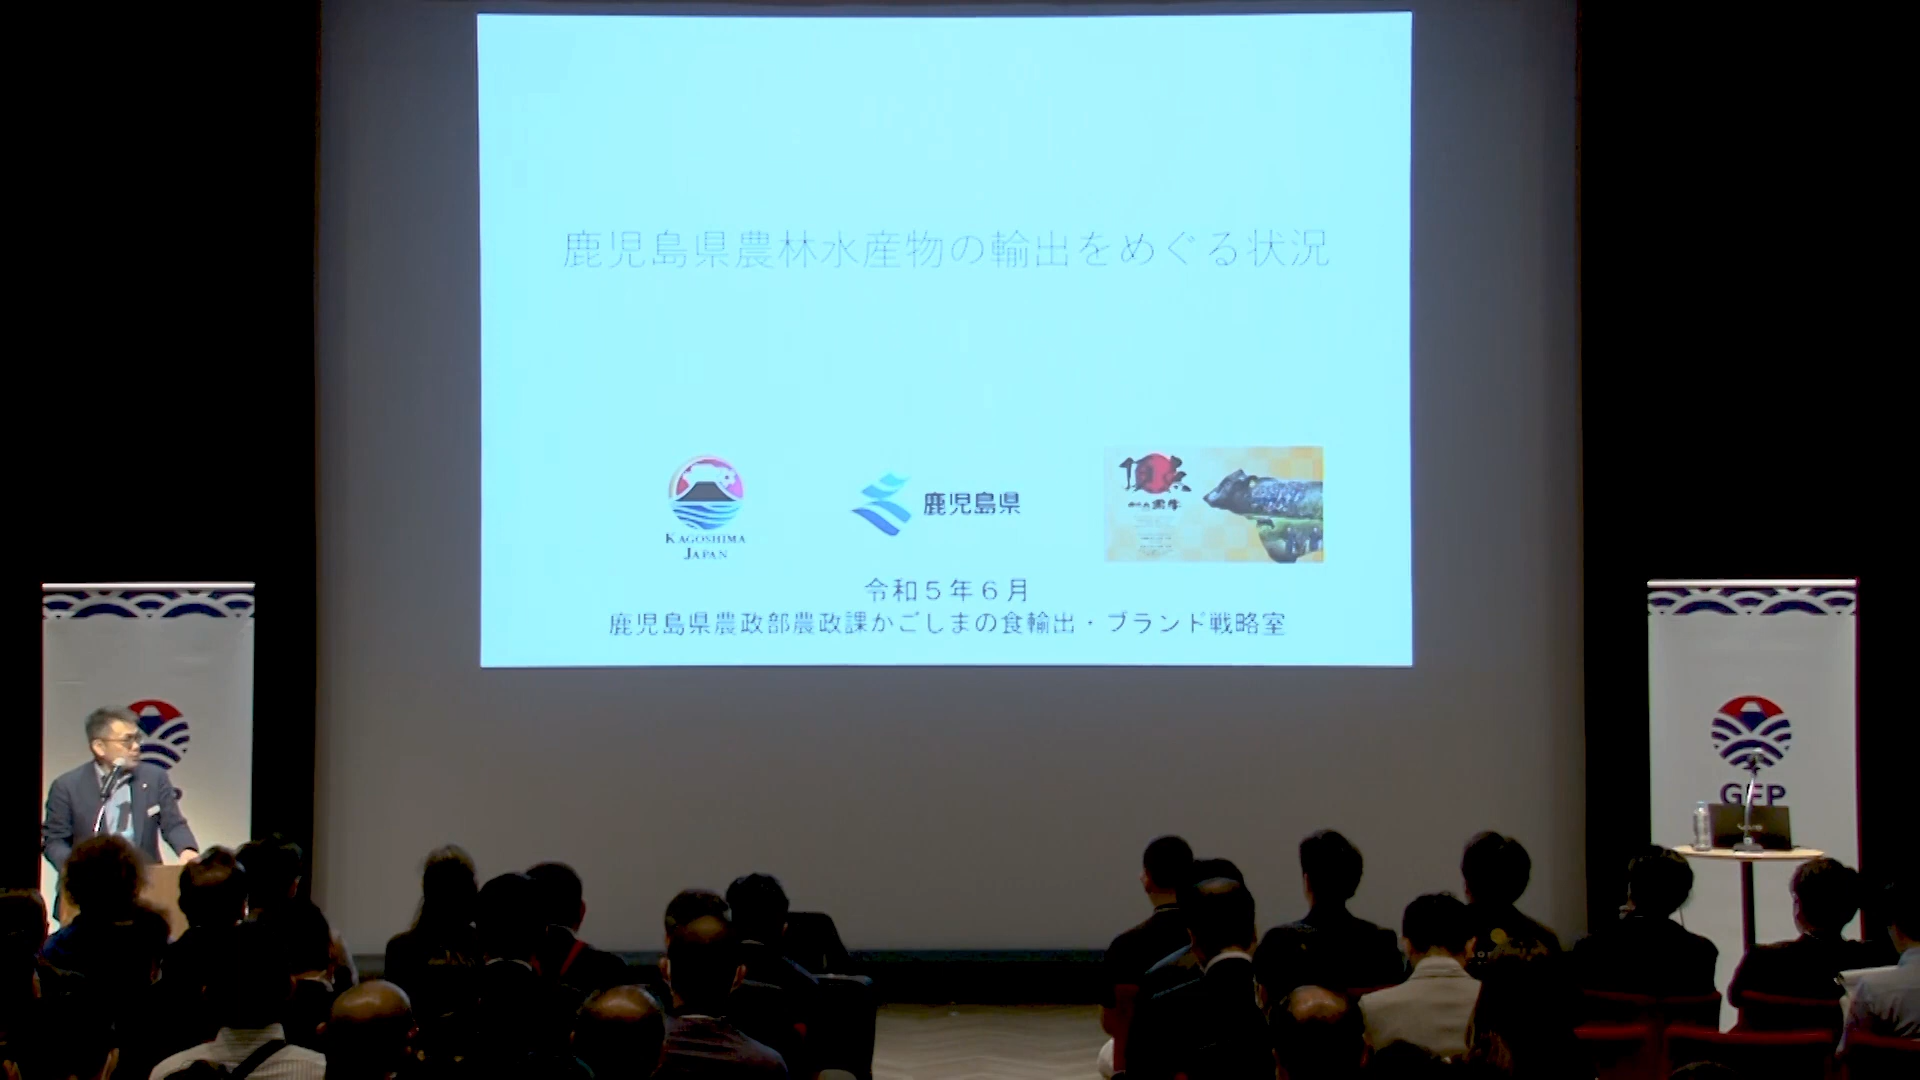 鹿児島県農林水産物の輸出をめぐる状況
KAGOSHIMA
JAPAN
鹿児島県
令和５年６月
鹿児島県農政部農政課かごしまの食輸出・ブランド戦略室
GFP